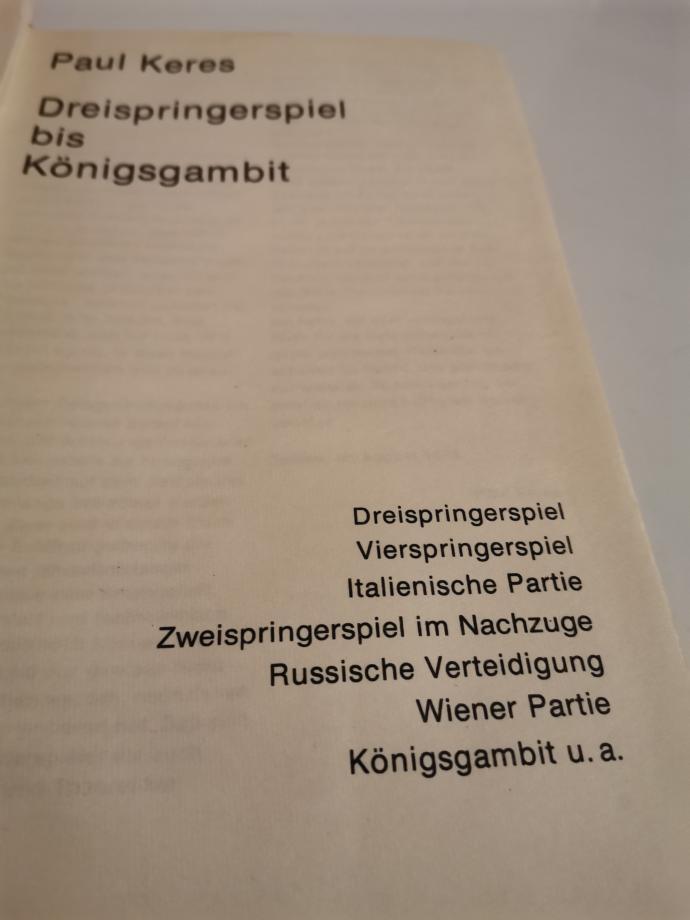 Paul Keres
Dreispringerspiel
bis
Königsgambit
Dreispringerspiel
Vierspringerspiel
Italienische Partie
Zweispringerspiel im Nachzuge
Russische Verteidigung
Wiener Partie
Königsgambit u. a.